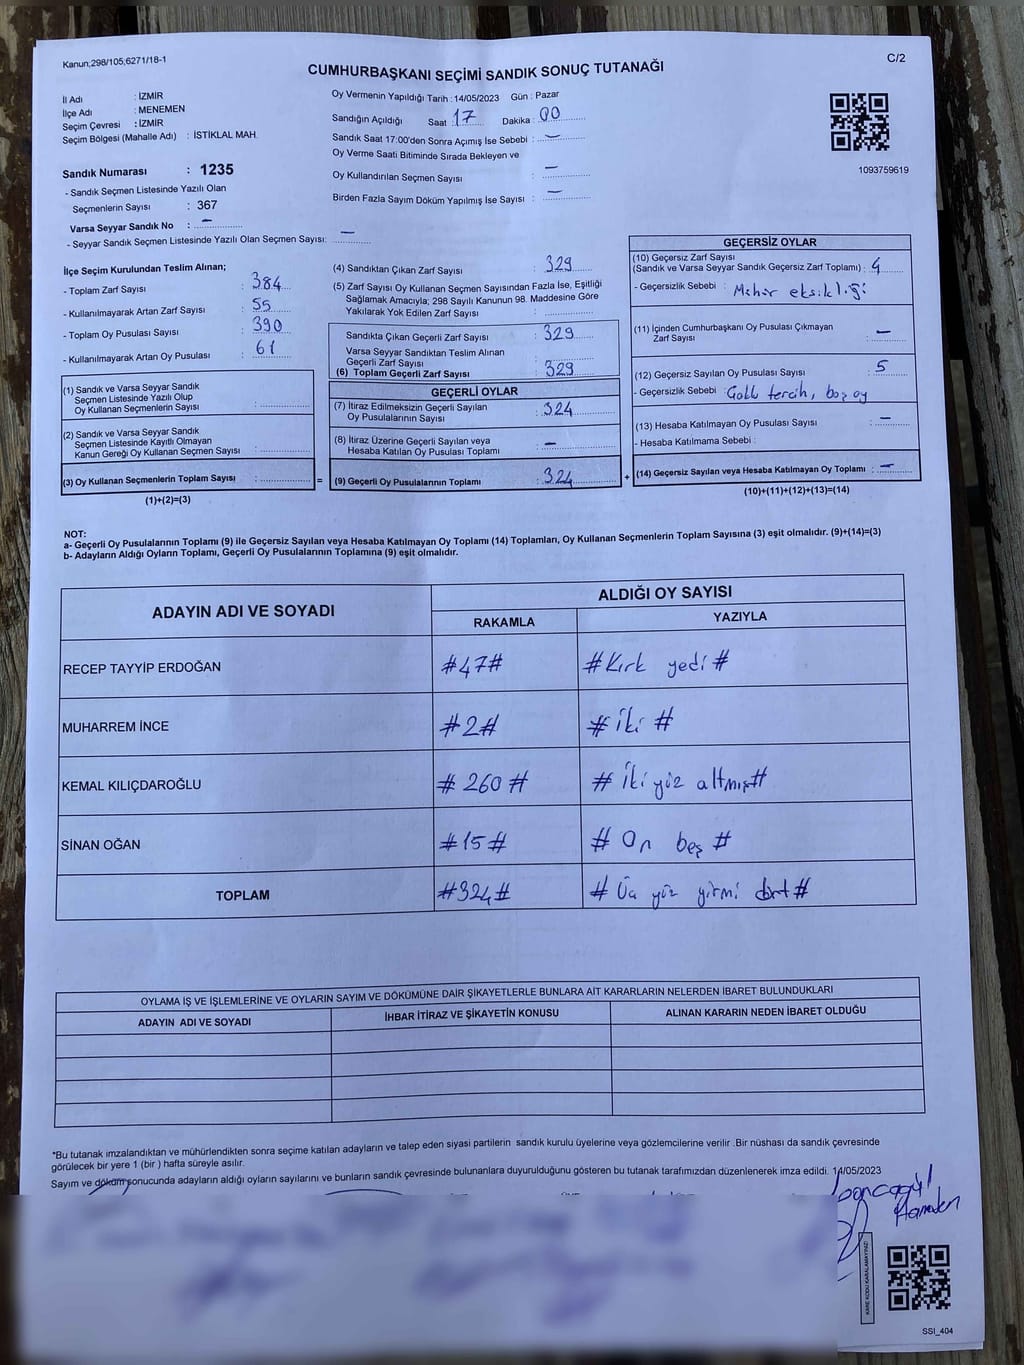 Kanun;298/105,6271/18-1
C/2
CUMHURBAŞKANI SEÇİMİ SANDIK SONUÇ TUTANAĞI
İl Adı : İZMİR
İlçe Adı : MENEMEN
Seçim Çevresi : İZMİR
Seçim Bölgesi (Mahalle Adı) : İSTİKLAL MAH.
Sandık Numarası : 1235
- Sandık Seçmen Listesinde Yazılı Olan
Seçmenlerin Sayısı : 367
Varsa Seyyar Sandık No : –
- Seyyar Sandık Seçmen Listesinde Yazılı Olan Seçmen Sayısı: –
Oy Vermenin Yapıldığı Tarih : 14/05/2023 Gün : Pazar
Sandığın Açıldığı Saat : 17 Dakika : 00
Sandık Saat 17:00'den Sonra Açımış İse Sebebi : –
Oy Verme Saati Bitiminde Sırada Bekleyen ve
Oy Kullandırılan Seçmen Sayısı : –
Birden Fazla Sayım Döküm Yapılmış İse Sayısı : –
1093759619
İlçe Seçim Kurulundan Teslim Alınan;
- Toplam Zarf Sayısı : 384
- Kullanılmayarak Artan Zarf Sayısı : 55
- Toplam Oy Pusulası Sayısı : 390
- Kullanılmayarak Artan Oy Pusulası : 61
(1) Sandık ve Varsa Seyyar Sandık
Seçmen Listesinde Yazılı Olup
Oy Kullanan Seçmenlerin Sayısı :
(2) Sandık ve Varsa Seyyar Sandık
Seçmen Listesinde Kayıtlı Olmayan
Kanun Gereği Oy Kullanan Seçmen Sayısı :
(3) Oy Kullanan Seçmenlerin Toplam Sayısı : =
(1)+(2)=(3)
(4) Sandıktan Çıkan Zarf Sayısı : 329
(5) Zarf Sayısı Oy Kullanan Seçmen Sayısından Fazla İse, Eşitliği
Sağlamak Amacıyla; 298 Sayılı Kanunun 98. Maddesine Göre
Yakılarak Yok Edilen Zarf Sayısı :
Sandıkta Çıkan Geçerli Zarf Sayısı : 329
Varsa Seyyar Sandıktan Teslim Alınan
Geçerli Zarf Sayısı :
(6) Toplam Geçerli Zarf Sayısı : 329
GEÇERLİ OYLAR
(7) İtiraz Edilmeksizin Geçerli Sayılan
Oy Pusulalarının Sayısı : 324
(8) İtiraz Üzerine Geçerli Sayılan veya
Hesaba Katılan Oy Pusulası Toplamı : –
(9) Geçerli Oy Pusulalarının Toplamı : 324 +
GEÇERSİZ OYLAR
(10) Geçersiz Zarf Sayısı
(Sandık ve Varsa Seyyar Sandık Geçersiz Zarf Toplamı) : 4
- Geçersizlik Sebebi : Mühür eksikliği
(11) İçinden Cumhurbaşkanı Oy Pusulası Çıkmayan
Zarf Sayısı : –
(12) Geçersiz Sayılan Oy Pusulası Sayısı : 5
- Geçersizlik Sebebi : Çoklu tercih, boş oy
(13) Hesaba Katılmayan Oy Pusulası Sayısı : –
- Hesaba Katılmama Sebebi :
(14) Geçersiz Sayılan veya Hesaba Katılmayan Oy Toplamı : –
(10)+(11)+(12)+(13)=(14)
NOT:
a- Geçerli Oy Pusulalarının Toplamı (9) ile Geçersiz Sayılan veya Hesaba Katılmayan Oy Toplamı (14) Toplamları, Oy Kullanan Seçmenlerin Toplam Sayısına (3) eşit olmalıdır. (9)+(14)=(3)
b- Adayların Aldığı Oyların Toplamı, Geçerli Oy Pusulalarının Toplamına (9) eşit olmalıdır.
ADAYIN ADI VE SOYADI ALDIĞI OY SAYISI
RAKAMLA YAZIYLA
RECEP TAYYİP ERDOĞAN #47# #Kırk yedi#
MUHARREM İNCE #2# #iki#
KEMAL KILIÇDAROĞLU #260# #İki yüz altmış#
SİNAN OĞAN #15# #On beş#
TOPLAM #324# #Üç yüz yirmi dört#
OYLAMA İŞ VE İŞLEMLERİNE VE OYLARIN SAYIM VE DÖKÜMÜNE DAİR ŞİKAYETLERLE BUNLARA AİT KARARLARIN NELERDEN İBARET BULUNDUKLARI
ADAYIN ADI VE SOYADI İHBAR İTİRAZ VE ŞİKAYETİN KONUSU ALINAN KARARIN NEDEN İBARET OLDUĞU
*Bu tutanak imzalandıktan ve mühürlendikten sonra seçime katılan adayların ve talep eden siyasi partilerin sandık kurulu üyelerine veya gözlemcilerine verilir .Bir nüshası da sandık çevresinde
görülecek bir yere 1 (bir ) hafta süreyle asılır.
Sayım ve döküm sonucunda adayların aldığı oyların sayılarını ve bunların sandık çevresinde bulunanlara duyurulduğunu gösteren bu tutanak tarafımızdan düzenlenerek imza edildi. 14/05/2023
KARE KODU KARALAMAYINIZ!
SSI_404